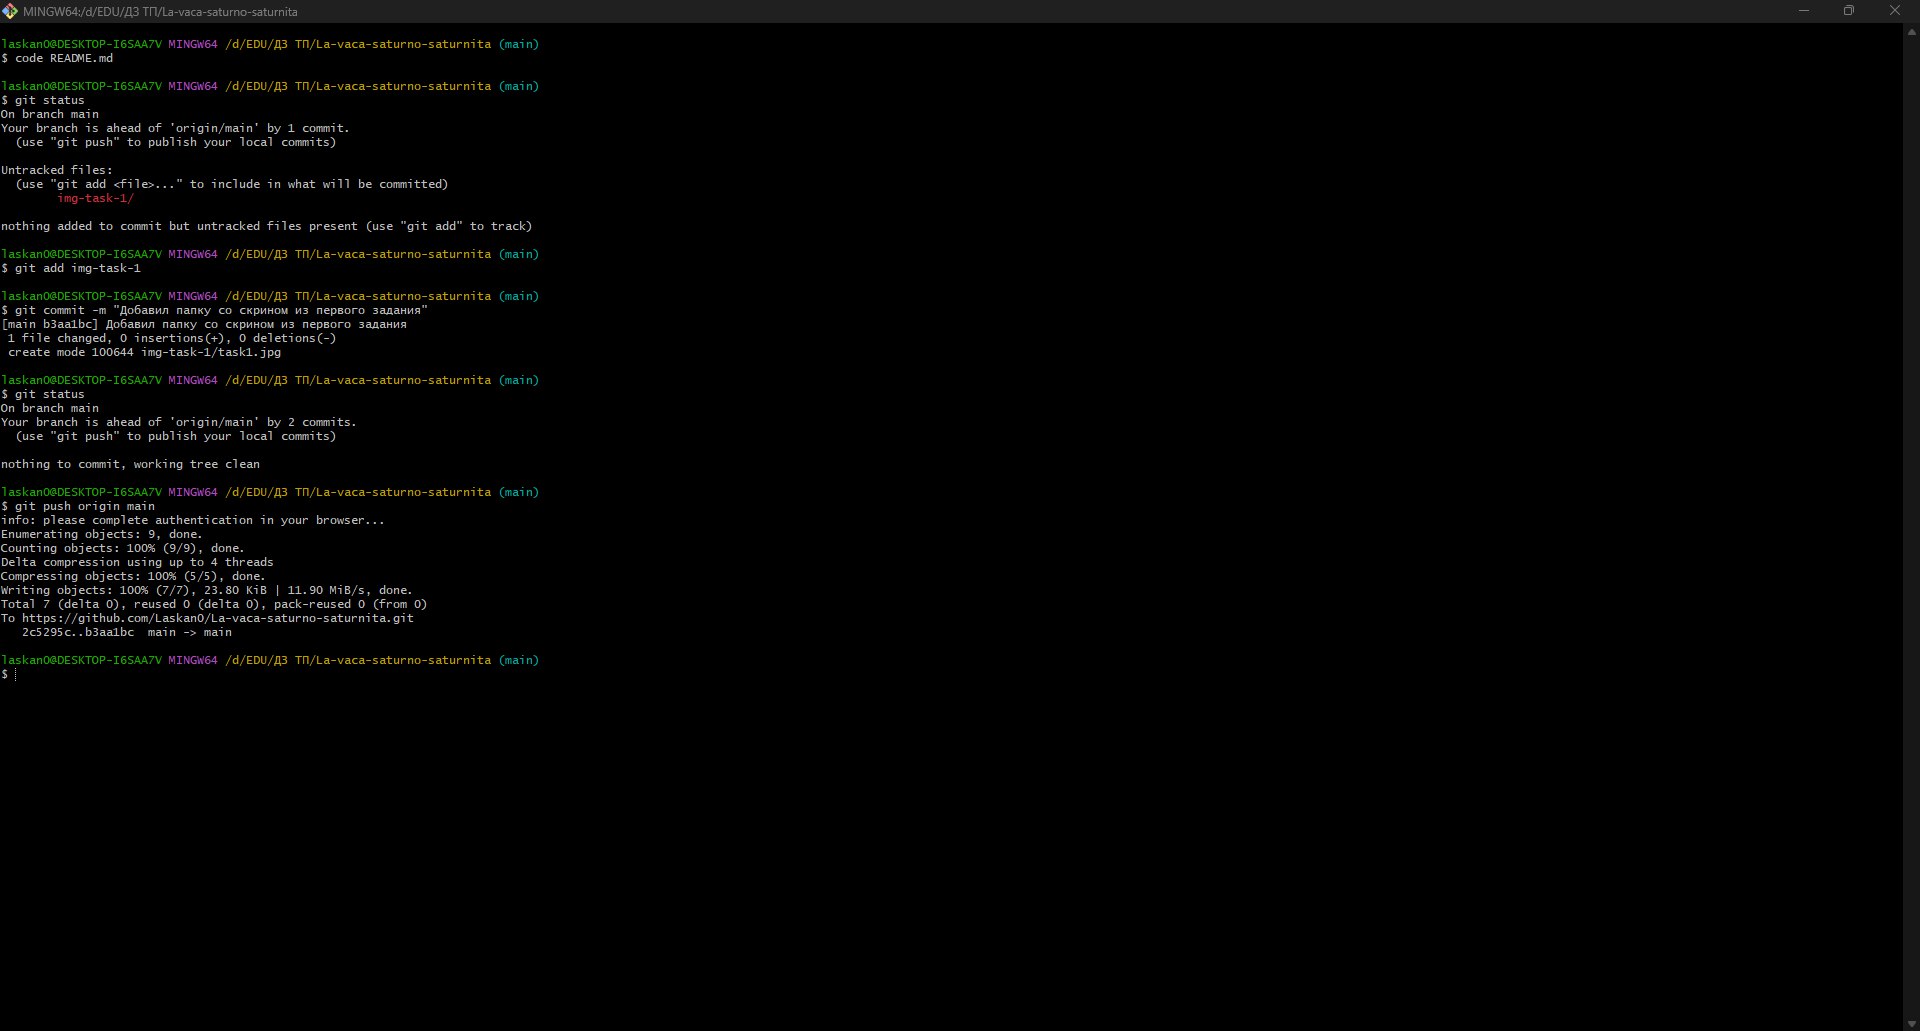 MINGW64:/d/EDU/ДЗ ТП/La-vaca-saturno-saturnita
laskan0@DESKTOP-I6SAA7V MINGW64 /d/EDU/ДЗ ТП/La-vaca-saturno-saturnita (main)
$ code README.md
laskan0@DESKTOP-I6SAA7V MINGW64 /d/EDU/ДЗ ТП/La-vaca-saturno-saturnita (main)
$ git status
On branch main
Your branch is ahead of 'origin/main' by 1 commit.
(use "git push" to publish your local commits)
Untracked files:
(use "git add <file>..." to include in what will be committed)
img-task-1/
nothing added to commit but untracked files present (use "git add" to track)
laskan0@DESKTOP-I6SAA7V MINGW64 /d/EDU/ДЗ ТП/La-vaca-saturno-saturnita (main)
$ git add img-task-1
laskan0@DESKTOP-I6SAA7V MINGW64 /d/EDU/ДЗ ТП/La-vaca-saturno-saturnita (main)
$ git commit -m "Добавил папку со скрином из первого задания"
[main b3aa1bc] Добавил папку со скрином из первого задания
1 file changed, 0 insertions(+), 0 deletions(-)
create mode 100644 img-task-1/task1.jpg
laskan0@DESKTOP-I6SAA7V MINGW64 /d/EDU/ДЗ ТП/La-vaca-saturno-saturnita (main)
$ git status
On branch main
Your branch is ahead of 'origin/main' by 2 commits.
(use "git push" to publish your local commits)
nothing to commit, working tree clean
laskan0@DESKTOP-I6SAA7V MINGW64 /d/EDU/ДЗ ТП/La-vaca-saturno-saturnita (main)
$ git push origin main
info: please complete authentication in your browser...
Enumerating objects: 9, done.
Counting objects: 100% (9/9), done.
Delta compression using up to 4 threads
Compressing objects: 100% (5/5), done.
Writing objects: 100% (7/7), 23.80 KiB | 11.90 MiB/s, done.
Total 7 (delta 0), reused 0 (delta 0), pack-reused 0 (from 0)
To https://github.com/Laskan0/La-vaca-saturno-saturnita.git
2c5295c..b3aa1bc  main -> main
laskan0@DESKTOP-I6SAA7V MINGW64 /d/EDU/ДЗ ТП/La-vaca-saturno-saturnita (main)
$